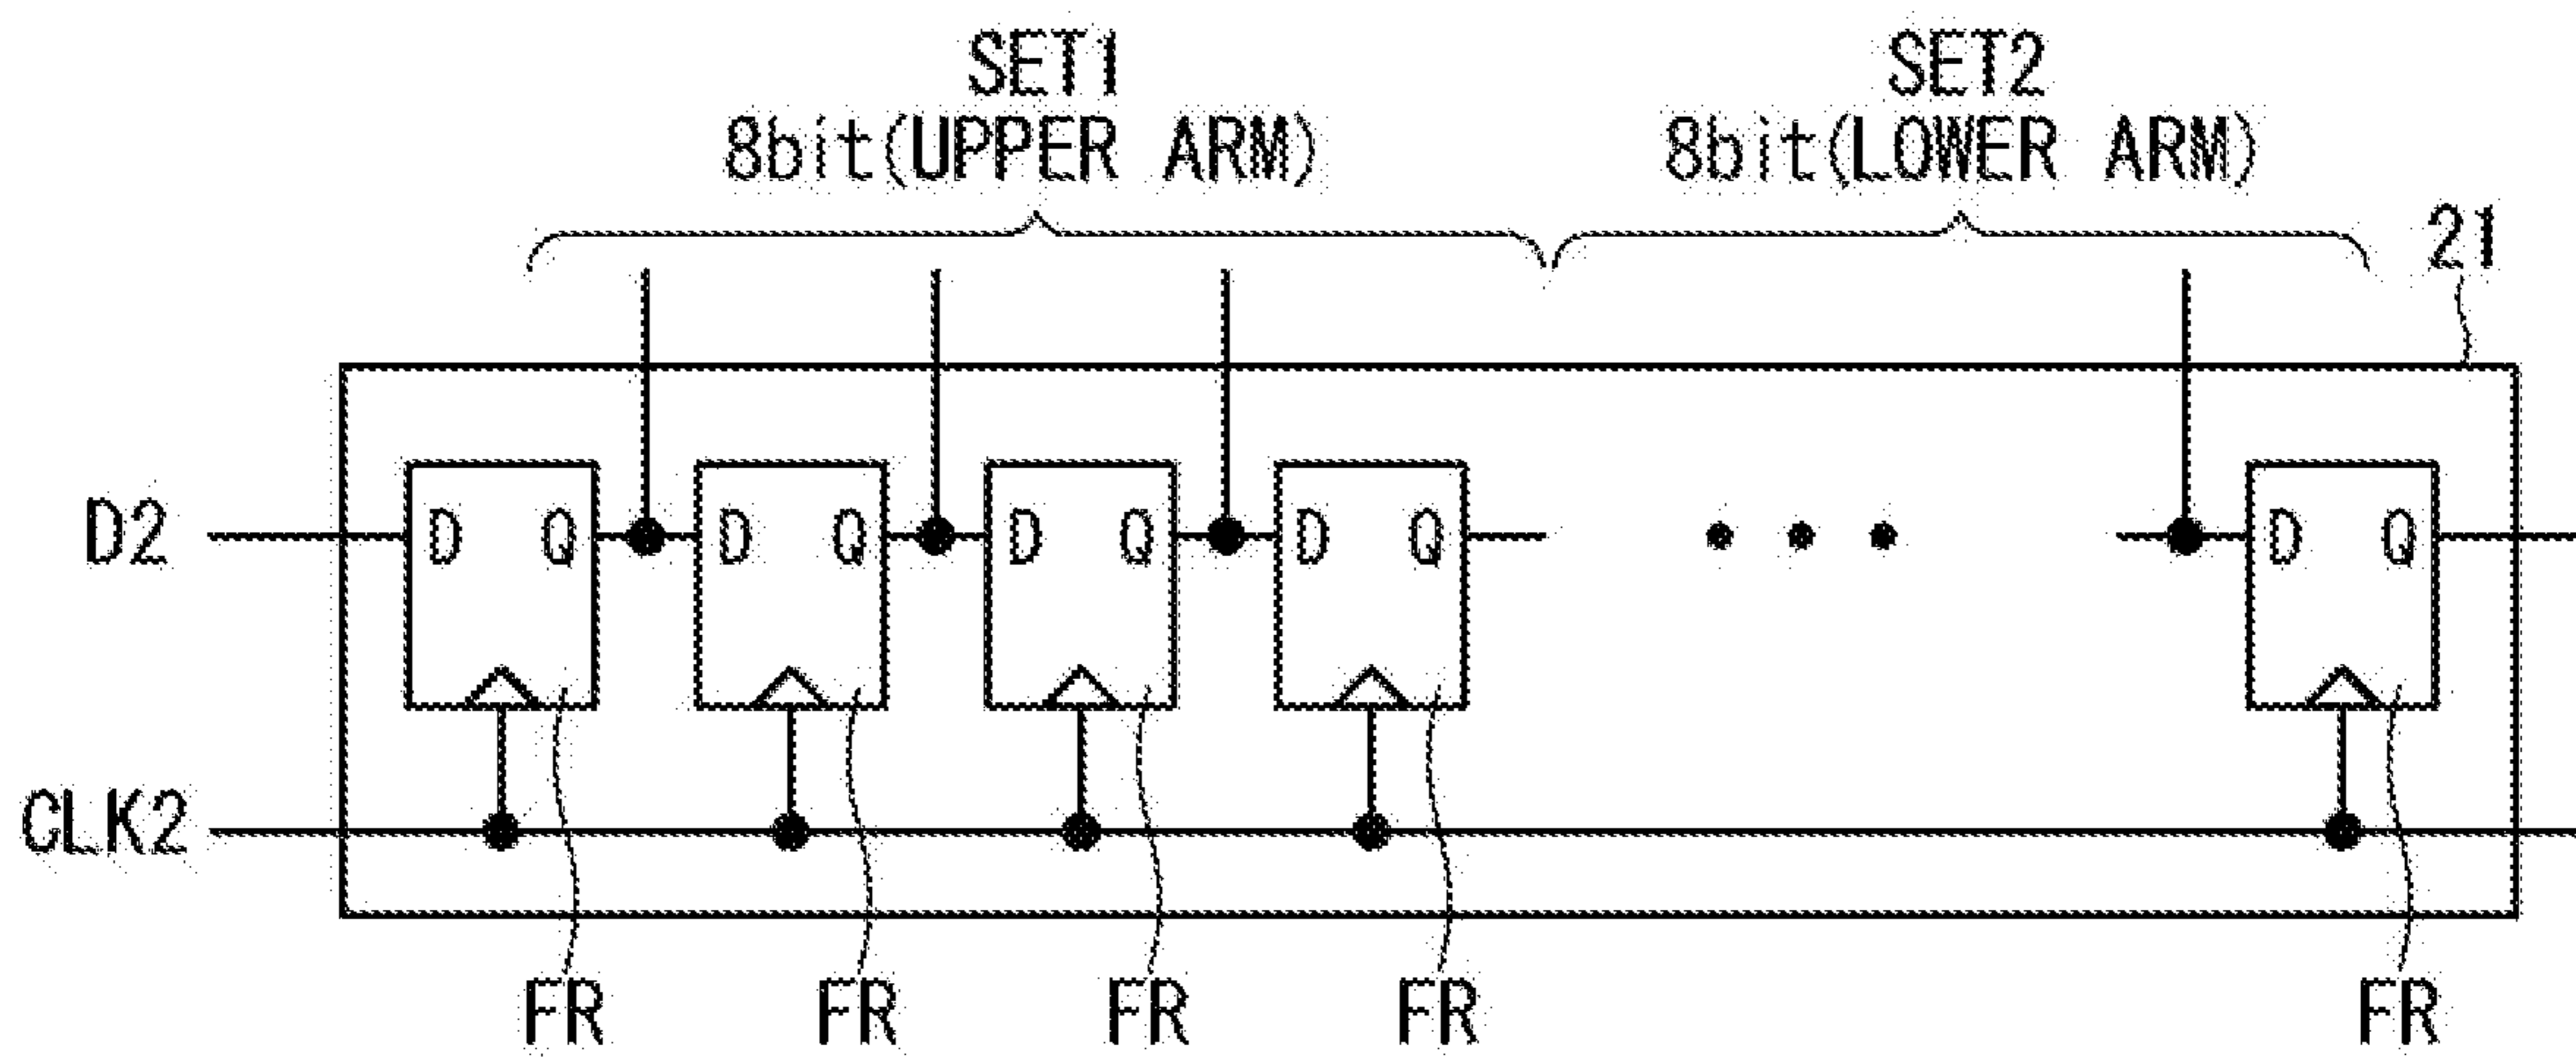 SET1
8bit(UPPER ARM)
SET2
8bit(LOWER ARM)
21
D2
D Q D Q D Q D Q D Q
CLK2
FR FR FR FR FR